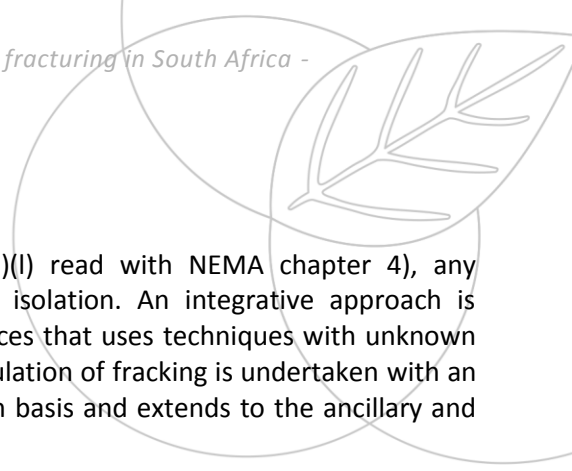 fracturing in South Africa -
)(l) read with NEMA chapter 4), any
isolation. An integrative approach is
ces that uses techniques with unknown
ulation of fracking is undertaken with an
n basis and extends to the ancillary and